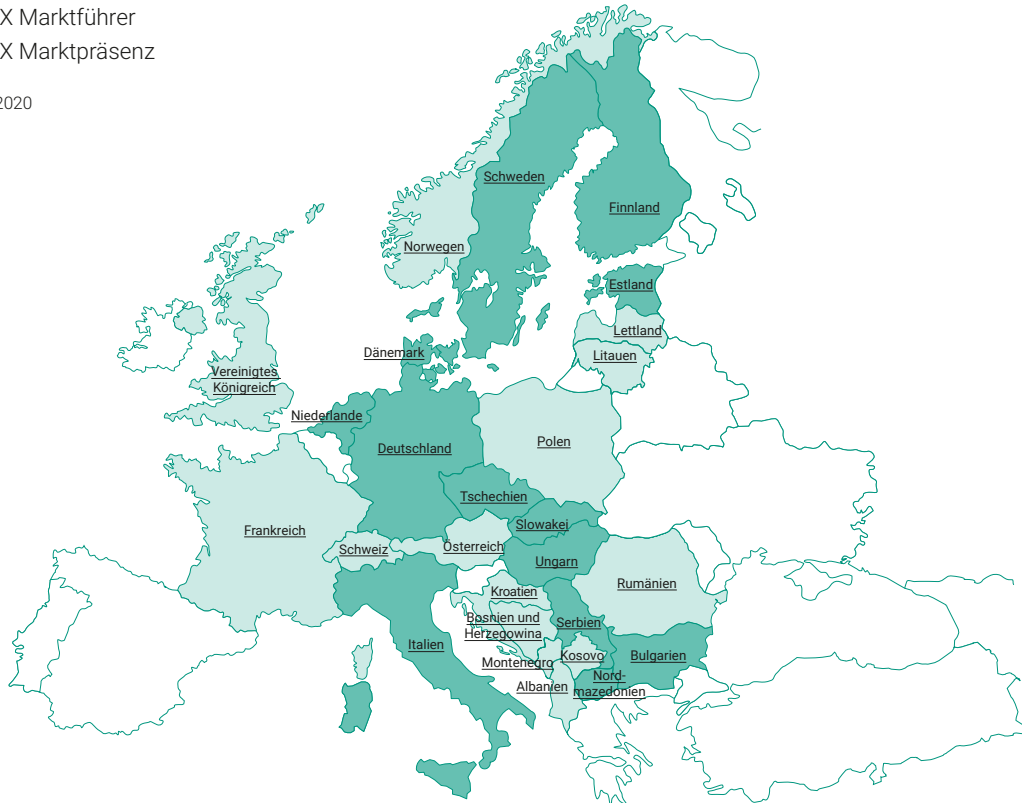 X Marktführer
X Marktpräsenz
2020
Schweden
Finnland
Norwegen
Estland
Lettland
Dänemark
Litauen
Vereinigtes
Königreich
Niederlande
Polen
Deutschland
Tschechien
Slowakei
Frankreich
Schweiz
Österreich
Ungarn
Rumänien
Kroatien
Bosnien und
Herzegowina
Serbien
Italien
Kosovo
Bulgarien
Montenegro
Nord-
mazedonien
Albanien